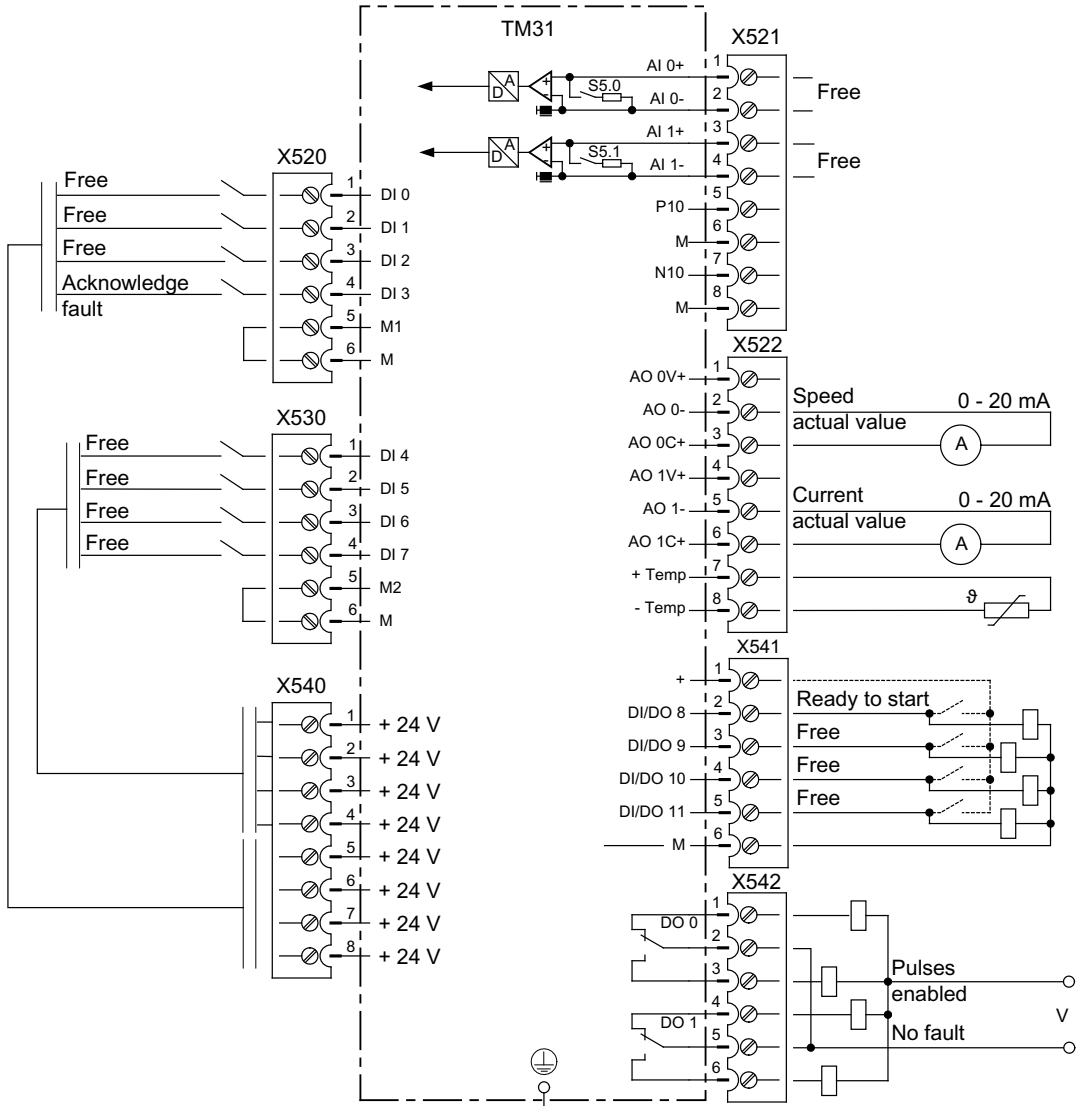 TM31
X520
Free
1
DI 0
Free
2
DI 1
Free
3
DI 2
Acknowledge
fault
4
DI 3
5
M1
6
M
X530
Free
1
DI 4
Free
2
DI 5
Free
3
DI 6
Free
4
DI 7
5
M2
6
M
X540
1
+ 24 V
2
+ 24 V
3
+ 24 V
4
+ 24 V
5
+ 24 V
6
+ 24 V
7
+ 24 V
8
+ 24 V
X521
D A
+
-
S5.0
AI 0+
1
AI 0-
2
Free
D A
+
-
S5.1
AI 1+
3
AI 1-
4
Free
P10
5
M
6
N10
7
M
8
X522
AO 0V+
1
AO 0-
2
AO 0C+
3
Speed
actual value
0 - 20 mA
A
AO 1V+
4
AO 1-
5
AO 1C+
6
Current
actual value
0 - 20 mA
A
+ Temp
7
- Temp
8
ϑ
X541
+
1
DI/DO 8
2
Ready to start
DI/DO 9
3
Free
DI/DO 10
4
Free
DI/DO 11
5
Free
M
6
X542
DO 0
1
2
3
Pulses
enabled
DO 1
4
5
6
No fault
V